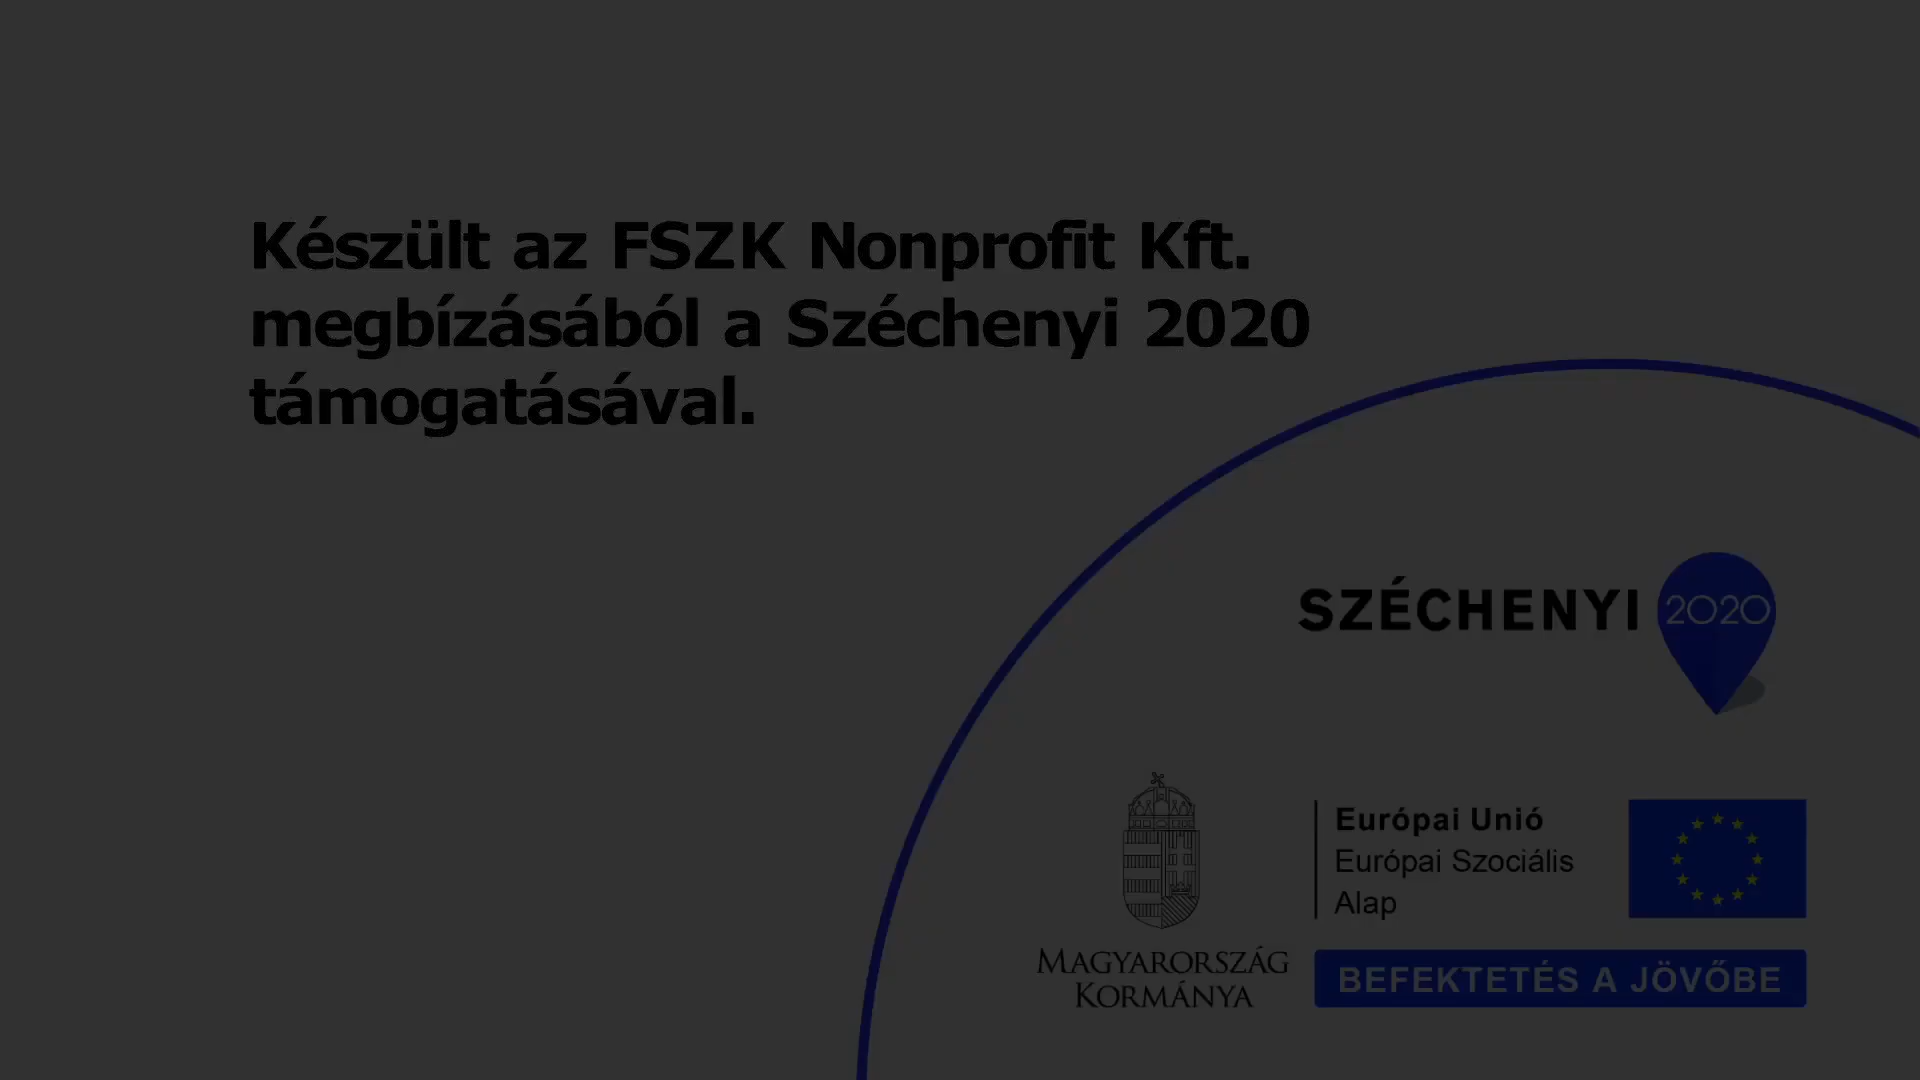 Készült az FSZK Nonprofit Kft.
megbízásából a Széchenyi 2020
támogatásával.
SZÉCHENYI 2020
Európai Unió
Európai Szociális
Alap
MAGYARORSZÁG
KORMÁNYA
BEFEKTETÉS A JÖVŐBE